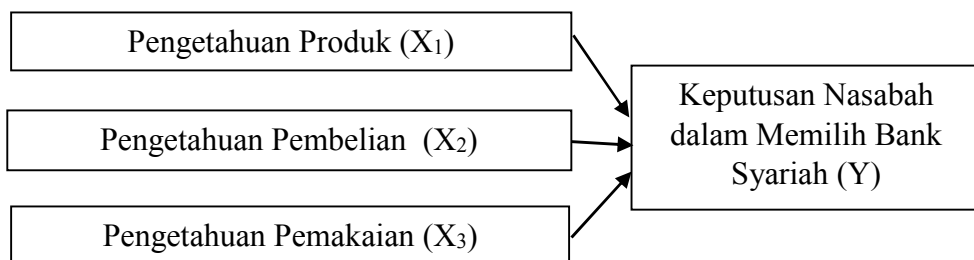 Pengetahuan Produk (X₁)
Pengetahuan Pembelian (X₂)
Pengetahuan Pemakaian (X₃)
Keputusan Nasabah
dalam Memilih Bank
Syariah (Y)